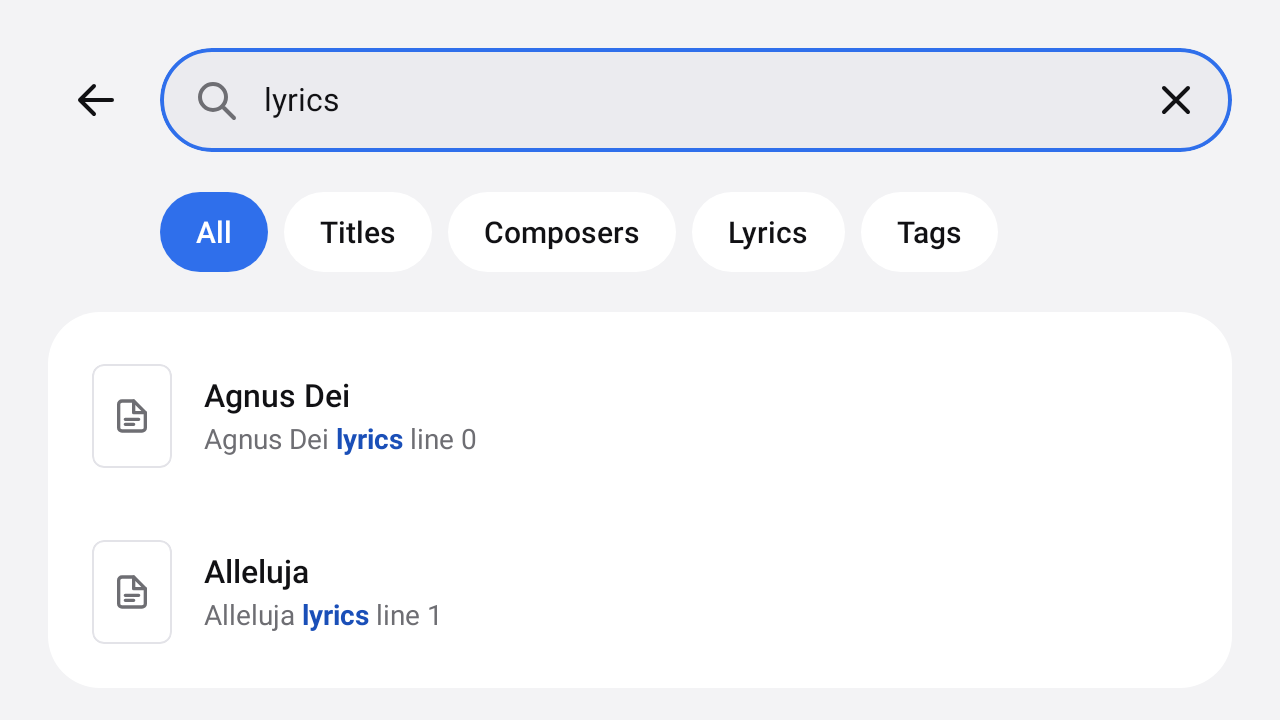 lyrics
All Titles Composers Lyrics Tags
Agnus Dei
Agnus Dei lyrics line 0
Alleluja
Alleluja lyrics line 1